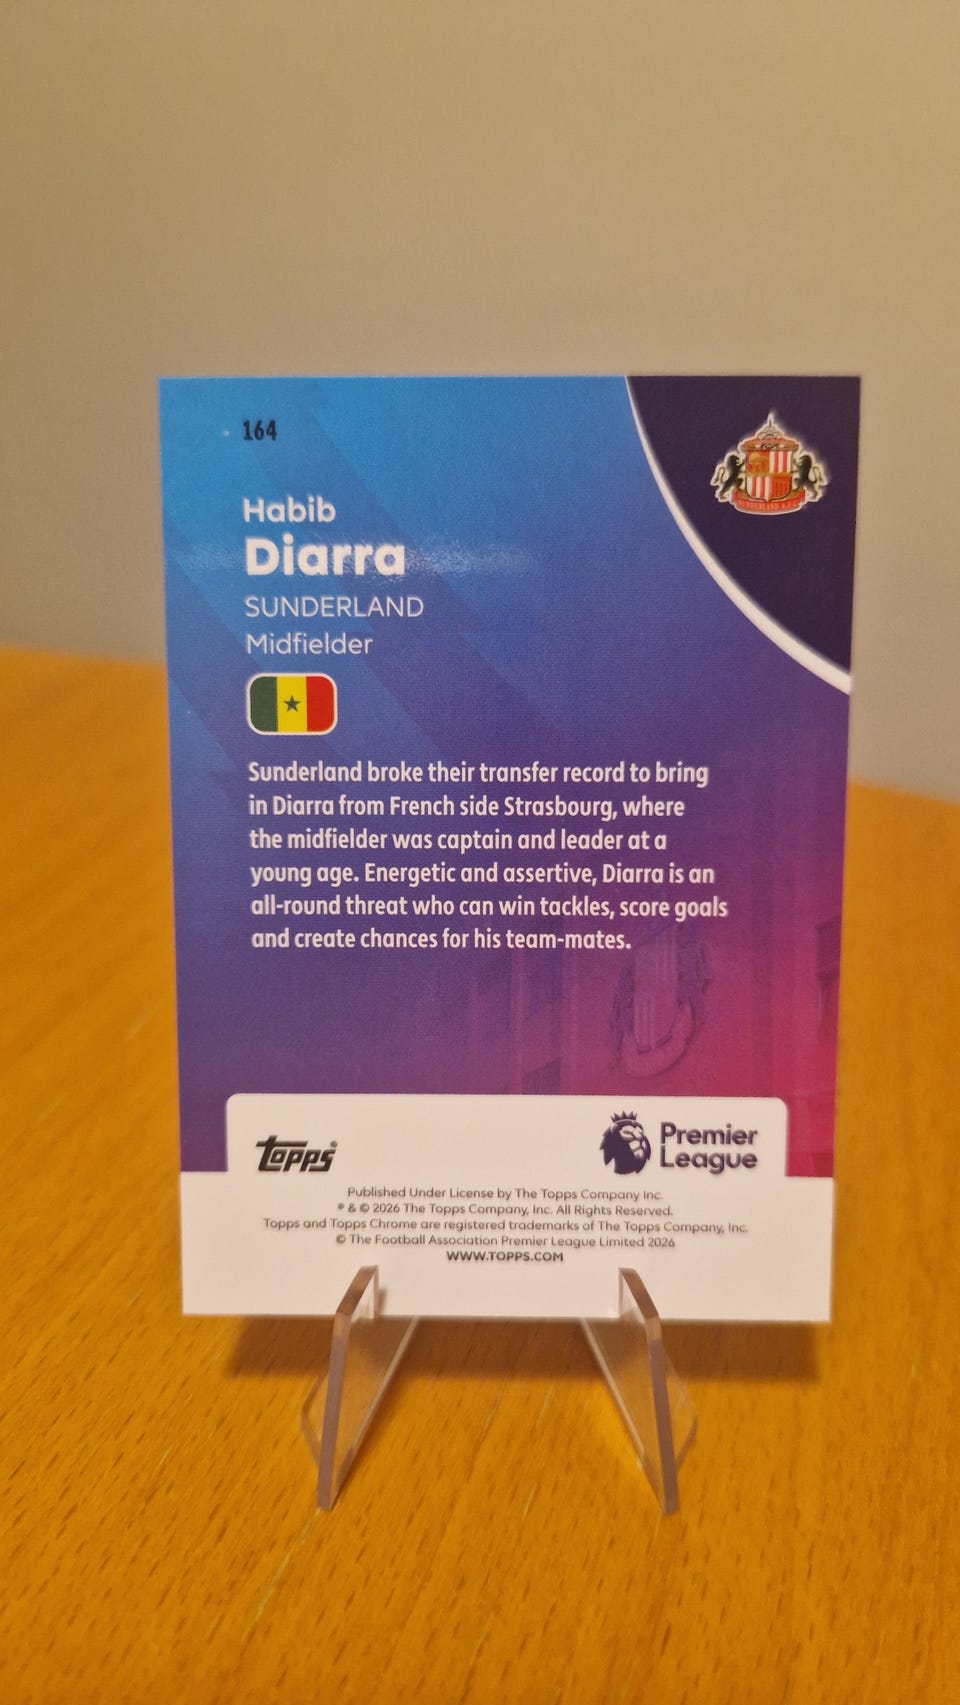 164
SUNDERLAND A.F.C.
Habib
Diarra
SUNDERLAND
Midfielder
Sunderland broke their transfer record to bring
in Diarra from French side Strasbourg, where
the midfielder was captain and leader at a
young age. Energetic and assertive, Diarra is an
all-round threat who can win tackles, score goals
and create chances for his team-mates.
topps®
Premier
League
Published Under License by The Topps Company Inc.
® & © 2026 The Topps Company, Inc. All Rights Reserved.
Topps and Topps Chrome are registered trademarks of The Topps Company, Inc.
© The Football Association Premier League Limited 2026
WWW.TOPPS.COM